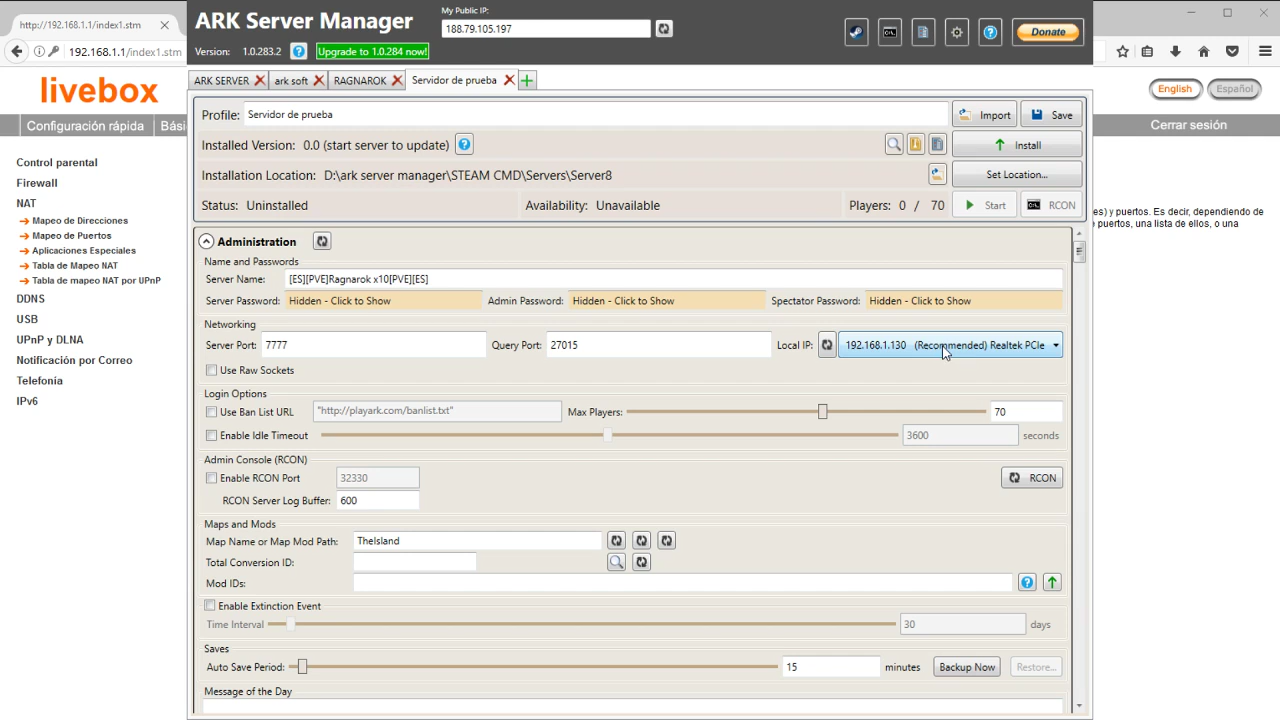 http://192.168.1.1/index1.stm
192.168.1.1/index1.stm
livebox
English
Español
Configuración rápida
Cerrar sesión
Control parental
Firewall
NAT
Mapeo de Direcciones
Mapeo de Puertos
Aplicaciones Especiales
Tabla de Mapeo NAT
Tabla de mapeo NAT por UPnP
DDNS
USB
UPnP y DLNA
Notificación por Correo
Telefonía
IPv6
ARK Server Manager
My Public IP:
188.79.105.197
Version: 1.0.283.2 ? Upgrade to 1.0.284 now!
Donate
ARK SERVER
ark soft
RAGNAROK
Servidor de prueba
Profile: Servidor de prueba
Import
Save
Installed Version: 0.0 (start server to update)
Install
Installation Location: D:\ark server manager\STEAM CMD\Servers\Server8
Set Location...
Status: Uninstalled
Availability: Unavailable
Players: 0 / 70
Start
RCON
Administration
Name and Passwords
Server Name: [ES][PVE]Ragnarok x10[PVE][ES]
Server Password: Hidden - Click to Show
Admin Password: Hidden - Click to Show
Spectator Password: Hidden - Click to Show
Networking
Server Port: 7777
Query Port: 27015
Local IP: 192.168.1.130 (Recommended) Realtek PCIe
Use Raw Sockets
Login Options
Use Ban List URL "http://playark.com/banlist.txt"
Max Players: 70
Enable Idle Timeout 3600 seconds
Admin Console (RCON)
Enable RCON Port 32330
RCON
RCON Server Log Buffer: 600
Maps and Mods
Map Name or Map Mod Path: TheIsland
Total Conversion ID:
Mod IDs:
Enable Extinction Event
Time Interval 30 days
Saves
Auto Save Period: 15 minutes
Backup Now
Restore...
Message of the Day
es) y puertos. Es decir, dependiendo de
puertos, una lista de ellos, o una